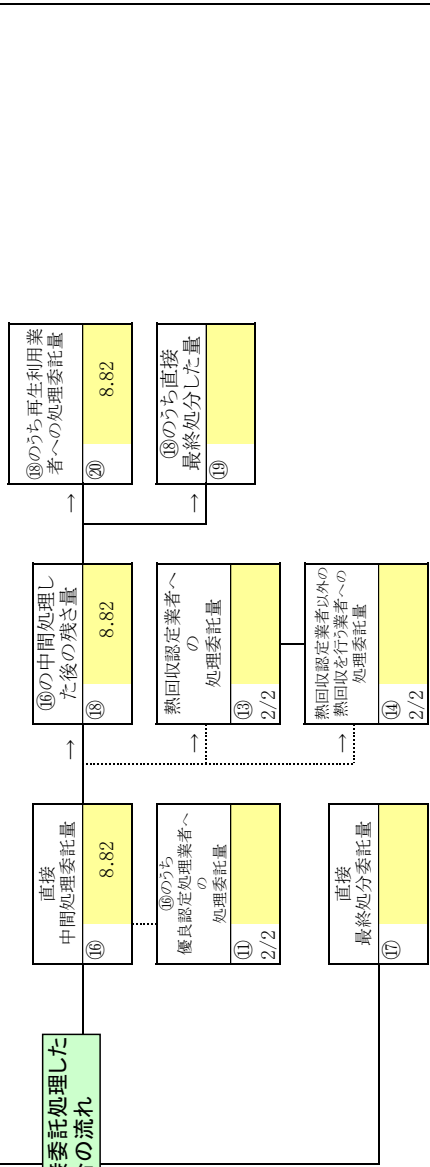 委託処理した
の流れ
直接
中間処理委託量
⑯
8.82
⑯のうち
優良認定処理業者へ
の
処理委託量
⑪
2/2
直接
最終処分委託量
⑰
→
⑯の中間処理し
た後の残さ量
⑱
8.82
→
熱回収認定業者へ
の
処理委託量
⑬
2/2
→
熱回収認定業者以外の
熱回収を行う業者への
処理委託量
⑭
2/2
→
⑱のうち再生利用業
者への処理委託量
⑳
8.82
→
⑱のうち直接
最終処分した量
⑲